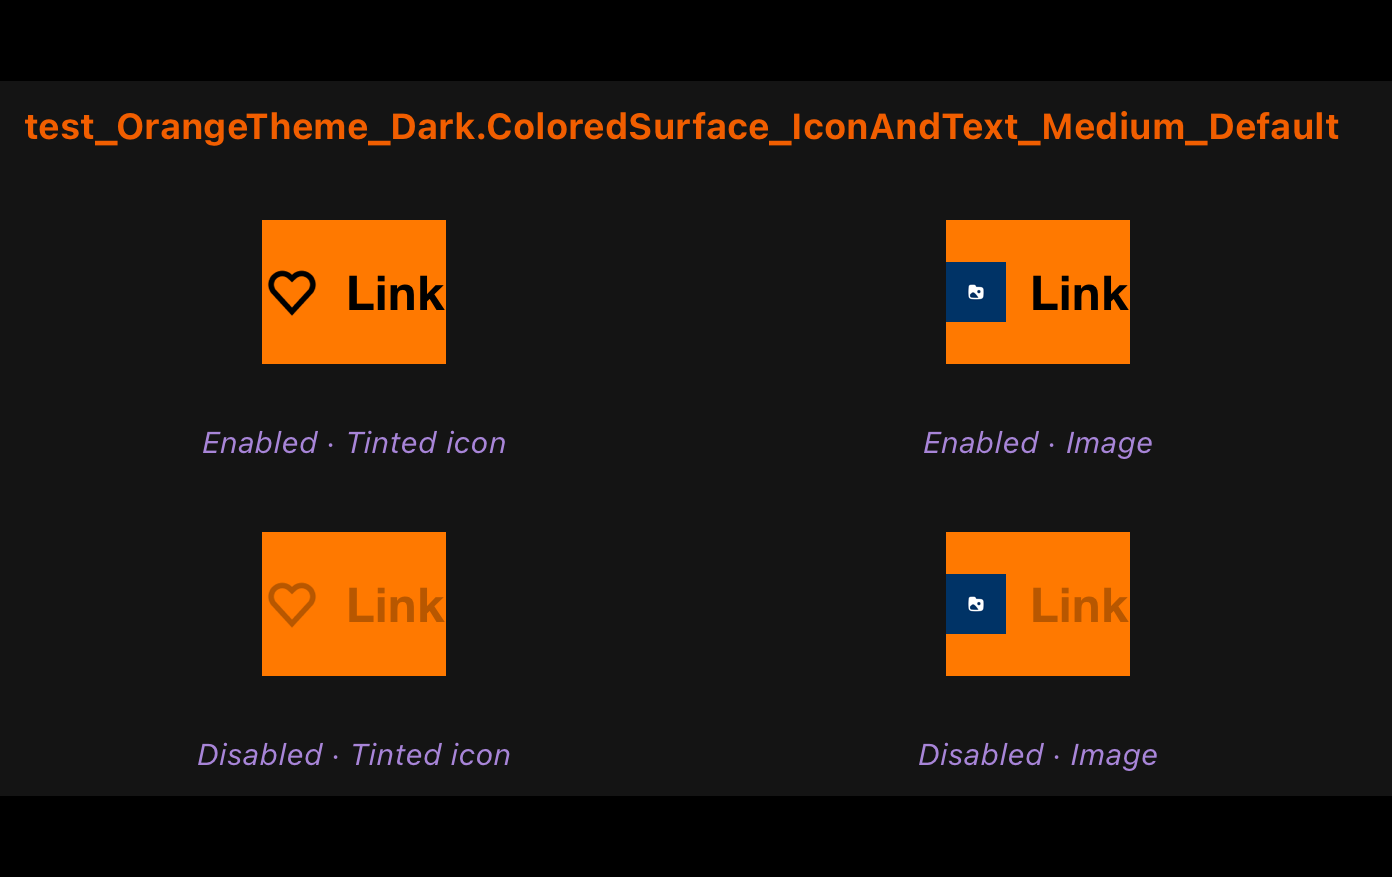 test_OrangeTheme_Dark.ColoredSurface_IconAndText_Medium_Default
Link
Link
Enabled · Tinted icon
Enabled · Image
Link
Link
Disabled · Tinted icon
Disabled · Image